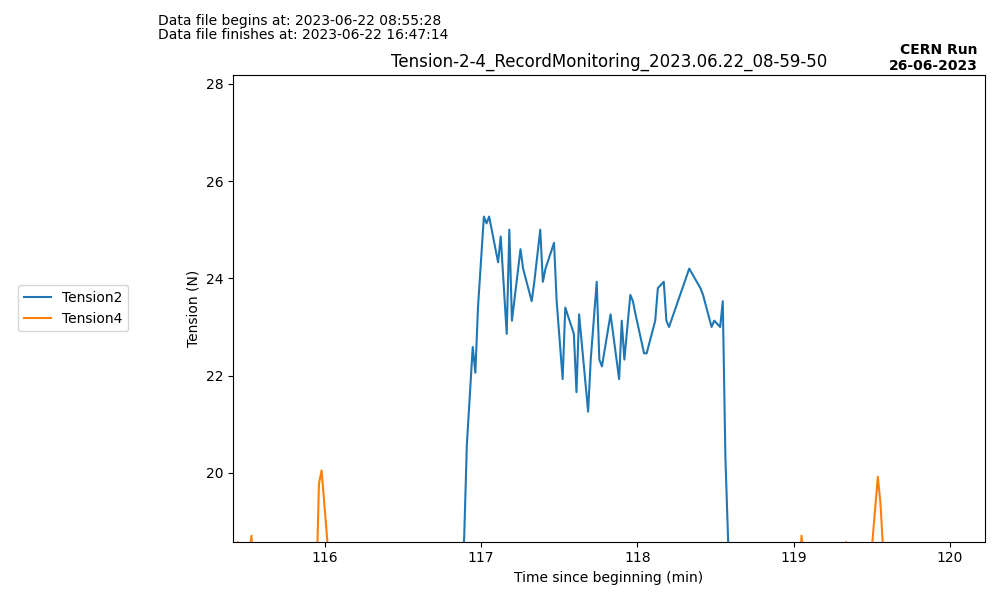 Data file begins at: 2023-06-22 08:55:28
Data file finishes at: 2023-06-22 16:47:14
CERN Run
26-06-2023
Tension-2-4_RecordMonitoring_2023.06.22_08-59-50
28
26
24
22
20
Tension (N)
Tension2
Tension4
116
117
118
119
120
Time since beginning (min)